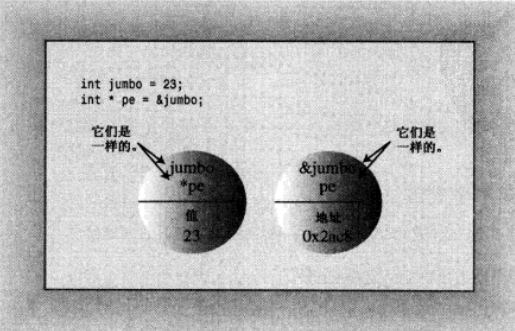 int jumbo = 23;
int * pe = &jumbo;
它们是
一样的。
jumbo
*pe
值
23
它们是
一样的。
&jumbo
pe
地址
0x2ac8